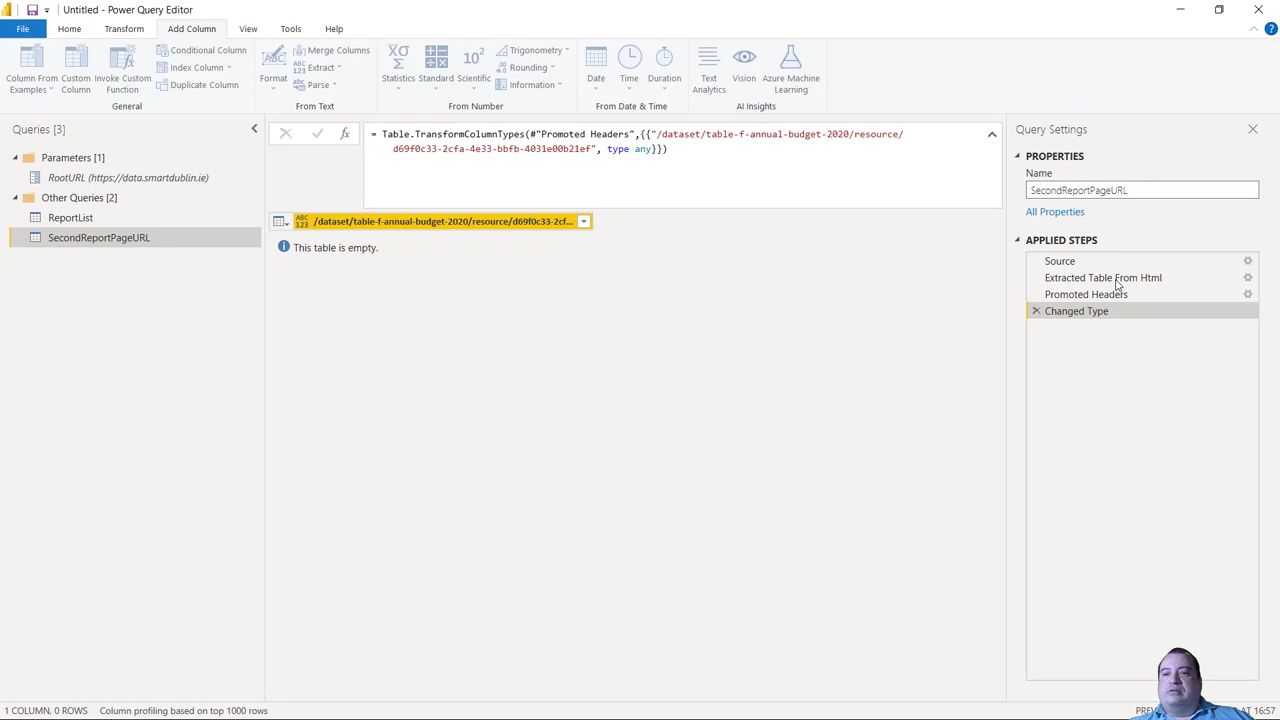 Untitled - Power Query Editor
File Home Transform Add Column View Tools Help
Column From Examples
Custom Column
Invoke Custom Function
Conditional Column
Index Column
Duplicate Column
General
Format
Merge Columns
Extract
Parse
From Text
Statistics
Standard
Scientific
Trigonometry
Rounding
Information
From Number
Date
Time
Duration
From Date & Time
Text Analytics
Vision
Azure Machine Learning
AI Insights
Queries [3]
Parameters [1]
RootURL (https://data.smartdublin.ie)
Other Queries [2]
ReportList
SecondReportPageURL
= Table.TransformColumnTypes(#"Promoted Headers",{{"/dataset/table-f-annual-budget-2020/resource/
d69f0c33-2cfa-4e33-bbfb-4031e00b21ef", type any}})
ABC 123 /dataset/table-f-annual-budget-2020/resource/d69f0c33-2cf...
This table is empty.
Query Settings
PROPERTIES
Name
SecondReportPageURL
All Properties
APPLIED STEPS
Source
Extracted Table From Html
Promoted Headers
Changed Type
1 COLUMN, 0 ROWS
Column profiling based on top 1000 rows
AT 16:57